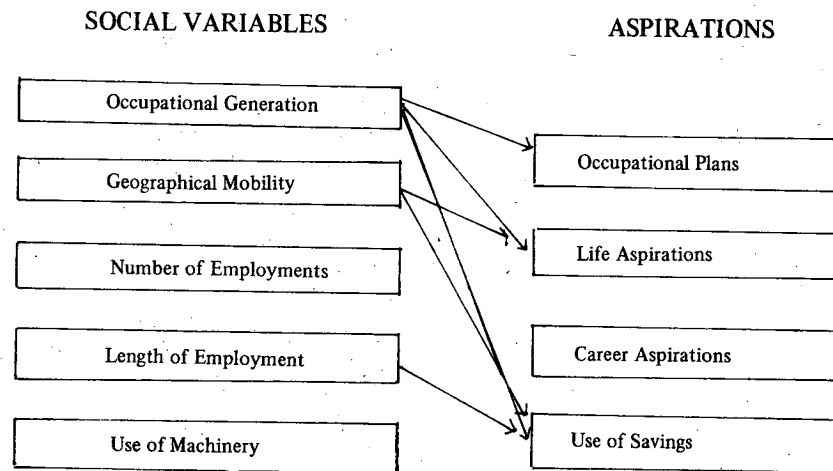 SOCIAL VARIABLES
ASPIRATIONS
Occupational Generation
Geographical Mobility
Number of Employments
Length of Employment
Use of Machinery
Occupational Plans
Life Aspirations
Career Aspirations
Use of Savings